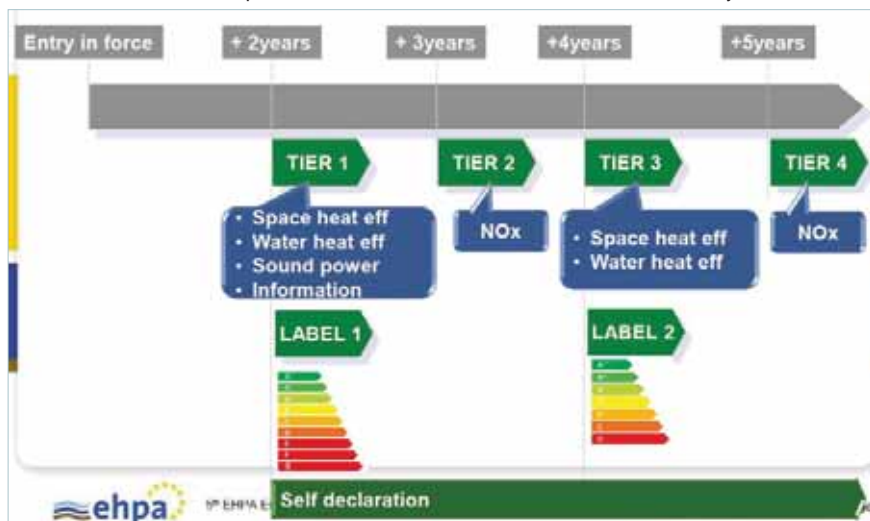 Entry in force
+ 2years
+ 3years
+4years
+5years
TIER 1
TIER 2
TIER 3
TIER 4
• Space heat eff
• Water heat eff
• Sound power
• Information
NOx
• Space heat eff
• Water heat eff
NOx
LABEL 1
LABEL 2
ehpa
EHPA
Self declaration